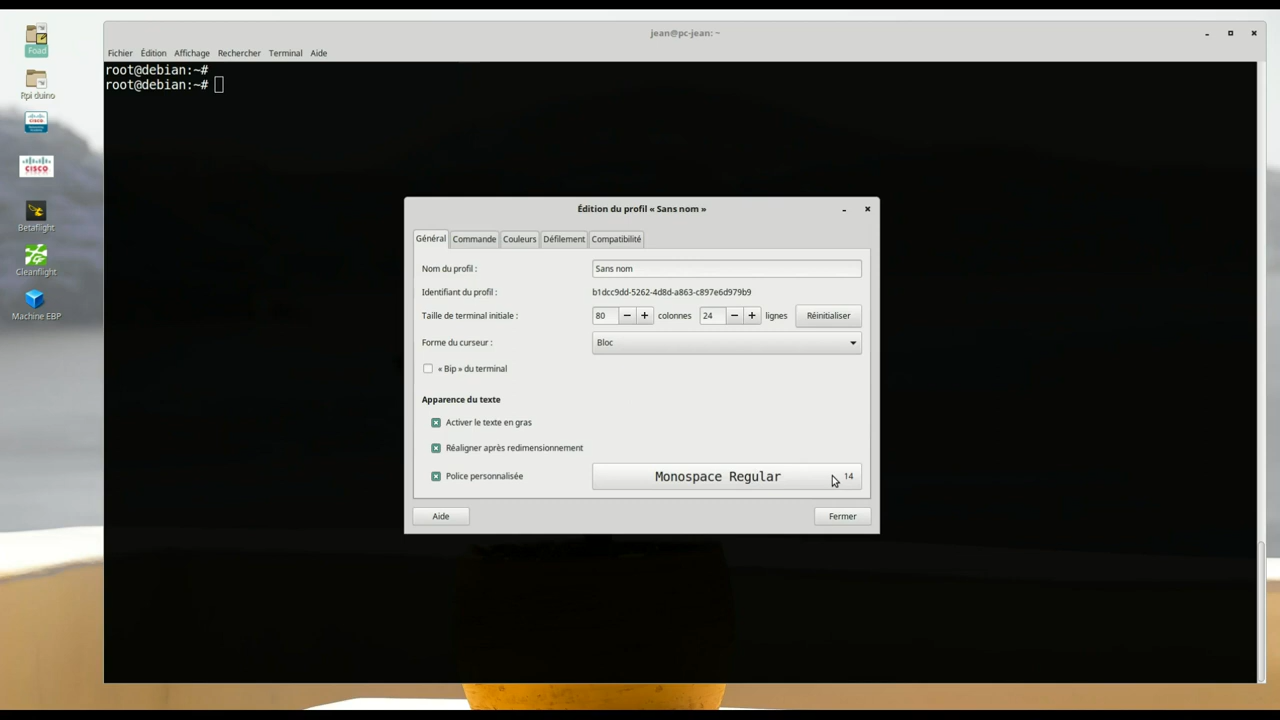 jean@pc-jean: ~
Fichier Édition Affichage Rechercher Terminal Aide
root@debian:~#
root@debian:~#
Foad
Rpi duino
CISCO
CISCO
Betaflight
Cleanflight
Machine EBP
Édition du profil « Sans nom »
Général Commande Couleurs Défilement Compatibilité
Nom du profil : Sans nom
Identifiant du profil : b1dcc9dd-5262-4d8d-a863-c897e6d979b9
Taille de terminal initiale : 80 − + colonnes 24 − + lignes Réinitialiser
Forme du curseur : Bloc
« Bip » du terminal
Apparence du texte
Activer le texte en gras
Réaligner après redimensionnement
Police personnalisée Monospace Regular 14
Aide Fermer